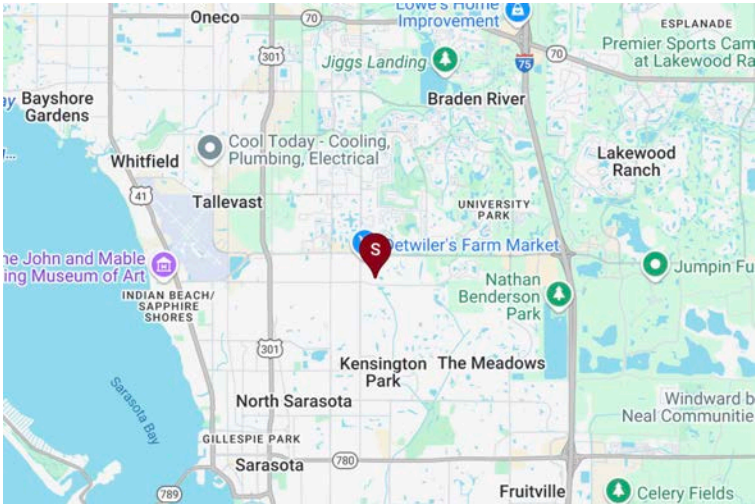 Lowe's Home
Improvement
Oneco
70
ESPLANADE
301
Premier Sports Cam
at Lakewood Ra
70
75
Jiggs Landing
Bayshore
Gardens
Braden River
Cool Today - Cooling,
Plumbing, Electrical
Whitfield
Lakewood
Ranch
41
Tallevast
UNIVERSITY
PARK
S
Detwiler's Farm Market
he John and Mable
ing Museum of Art
Jumpin Fu
Nathan
Benderson
Park
INDIAN BEACH/
SAPPHIRE
SHORES
301
Kensington
Park
The Meadows
Sarasota Bay
North Sarasota
Windward b
Neal Communitie
GILLESPIE PARK
Sarasota
780
789
Fruitville
Celery Fields